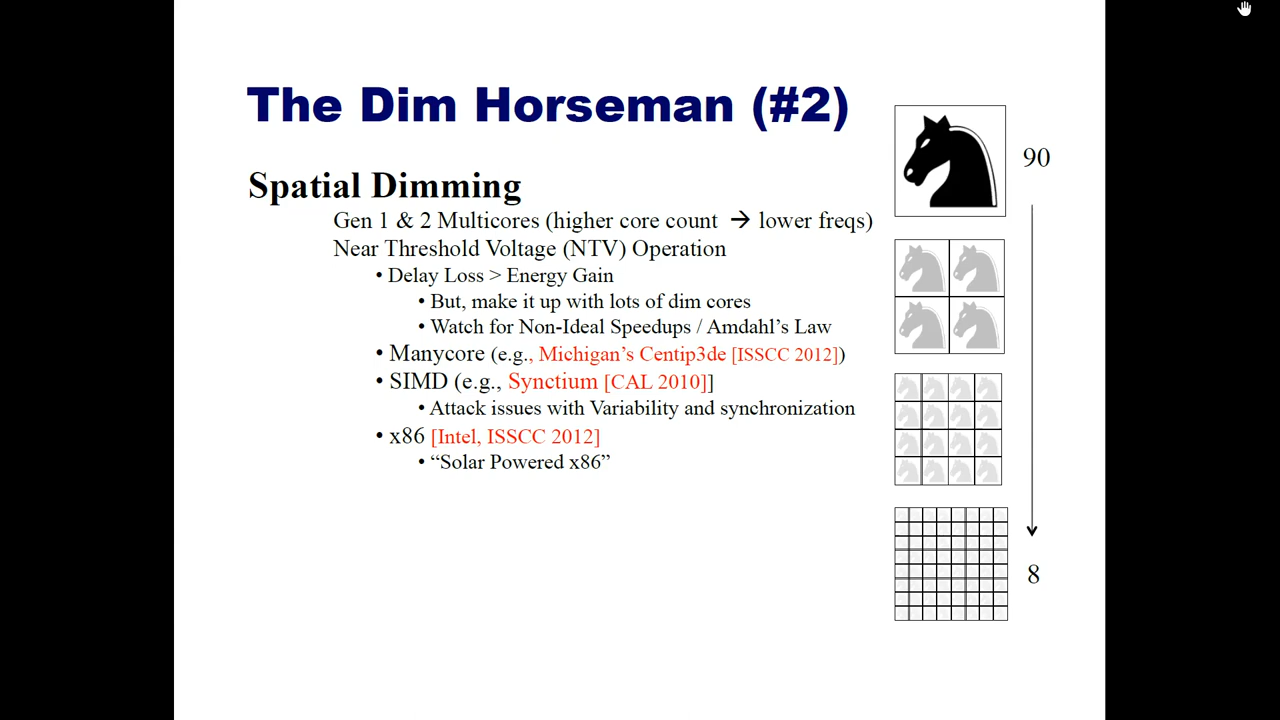 The Dim Horseman (#2)
Spatial Dimming
Gen 1 & 2 Multicores (higher core count → lower freqs)
Near Threshold Voltage (NTV) Operation
• Delay Loss > Energy Gain
• But, make it up with lots of dim cores
• Watch for Non-Ideal Speedups / Amdahl’s Law
• Manycore (e.g., Michigan’s Centip3de [ISSCC 2012])
• SIMD (e.g., Synctium [CAL 2010]]
• Attack issues with Variability and synchronization
• x86 [Intel, ISSCC 2012]
• “Solar Powered x86”
90
8